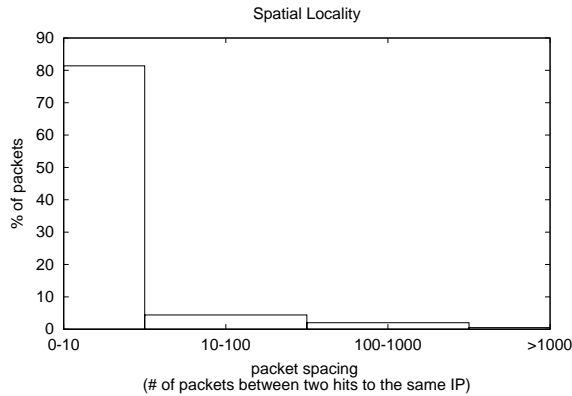 Spatial Locality
90
80
70
60
50
40
30
20
10
0
% of packets
0-10 10-100 100-1000 >1000
packet spacing
(# of packets between two hits to the same IP)